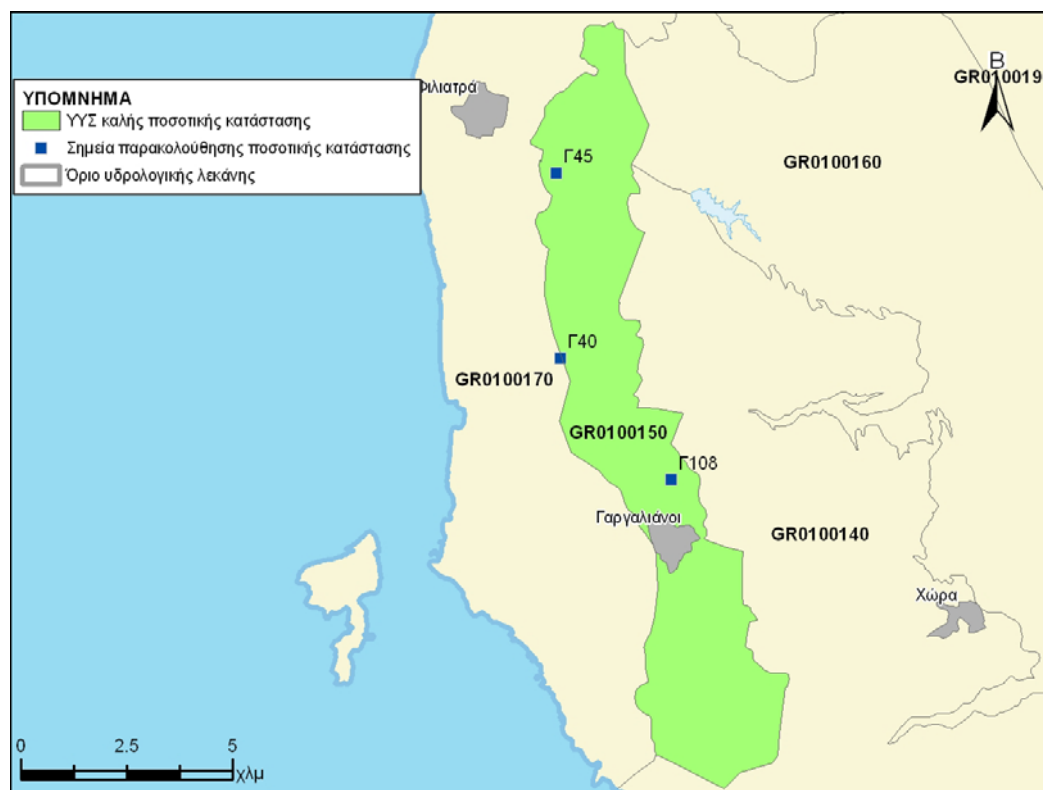 Φιλιατρά
Β
GR0100190
ΥΠΟΜΝΗΜΑ
ΥΥΣ καλής ποσοτικής κατάστασης
Σημεία παρακολούθησης ποσοτικής κατάστασης
Όριο υδρολογικής λεκάνης
Γ45
GR0100160
Γ40
GR0100170
GR0100150
Γ108
Γαργαλιάνοι
GR0100140
Χώρα
0 2.5 5
χλμ